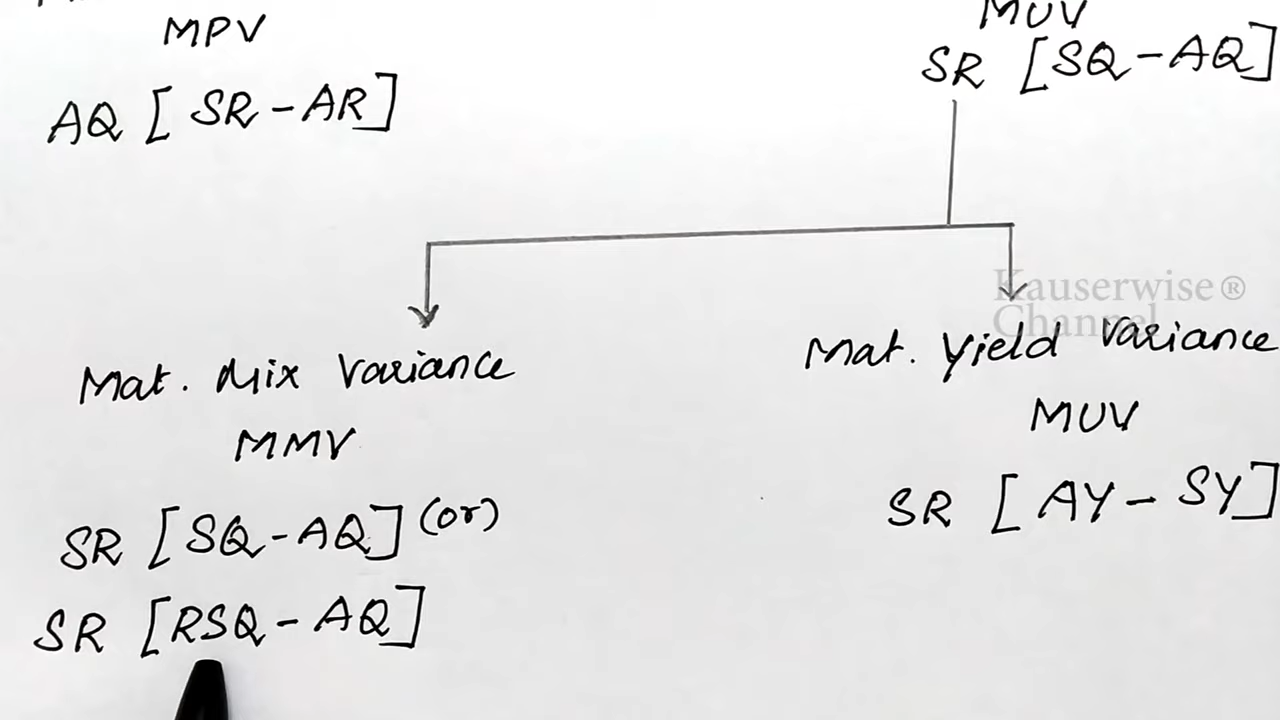 MPV
MUV
AQ [SR - AR]
SR [SQ - AQ]
Kauserwise®
Channel
Mat. Mix Variance
Mat. Yield Variance
MMV
MUV
SR [SQ - AQ] (or)
SR [AY - SY]
SR [RSQ - AQ]